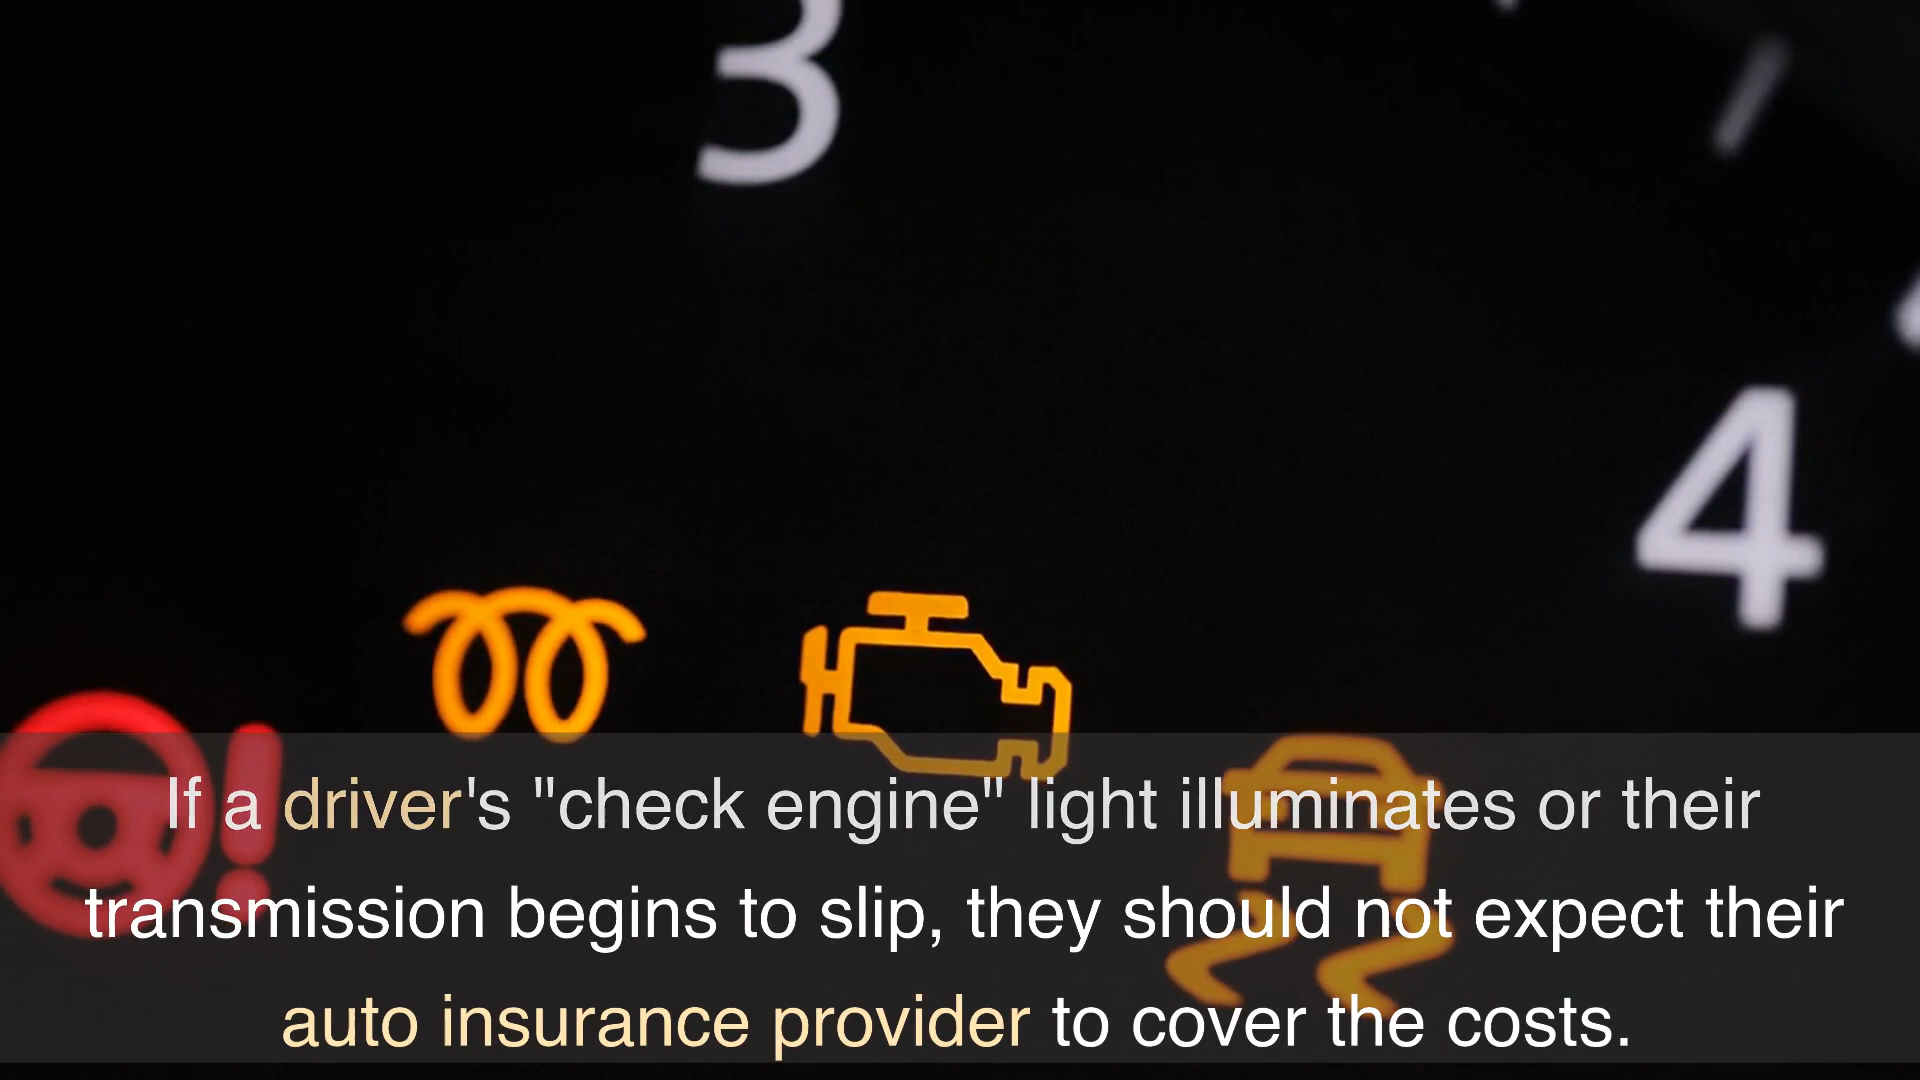 3
4
If a driver's "check engine" light illuminates or their
transmission begins to slip, they should not expect their
auto insurance provider to cover the costs.